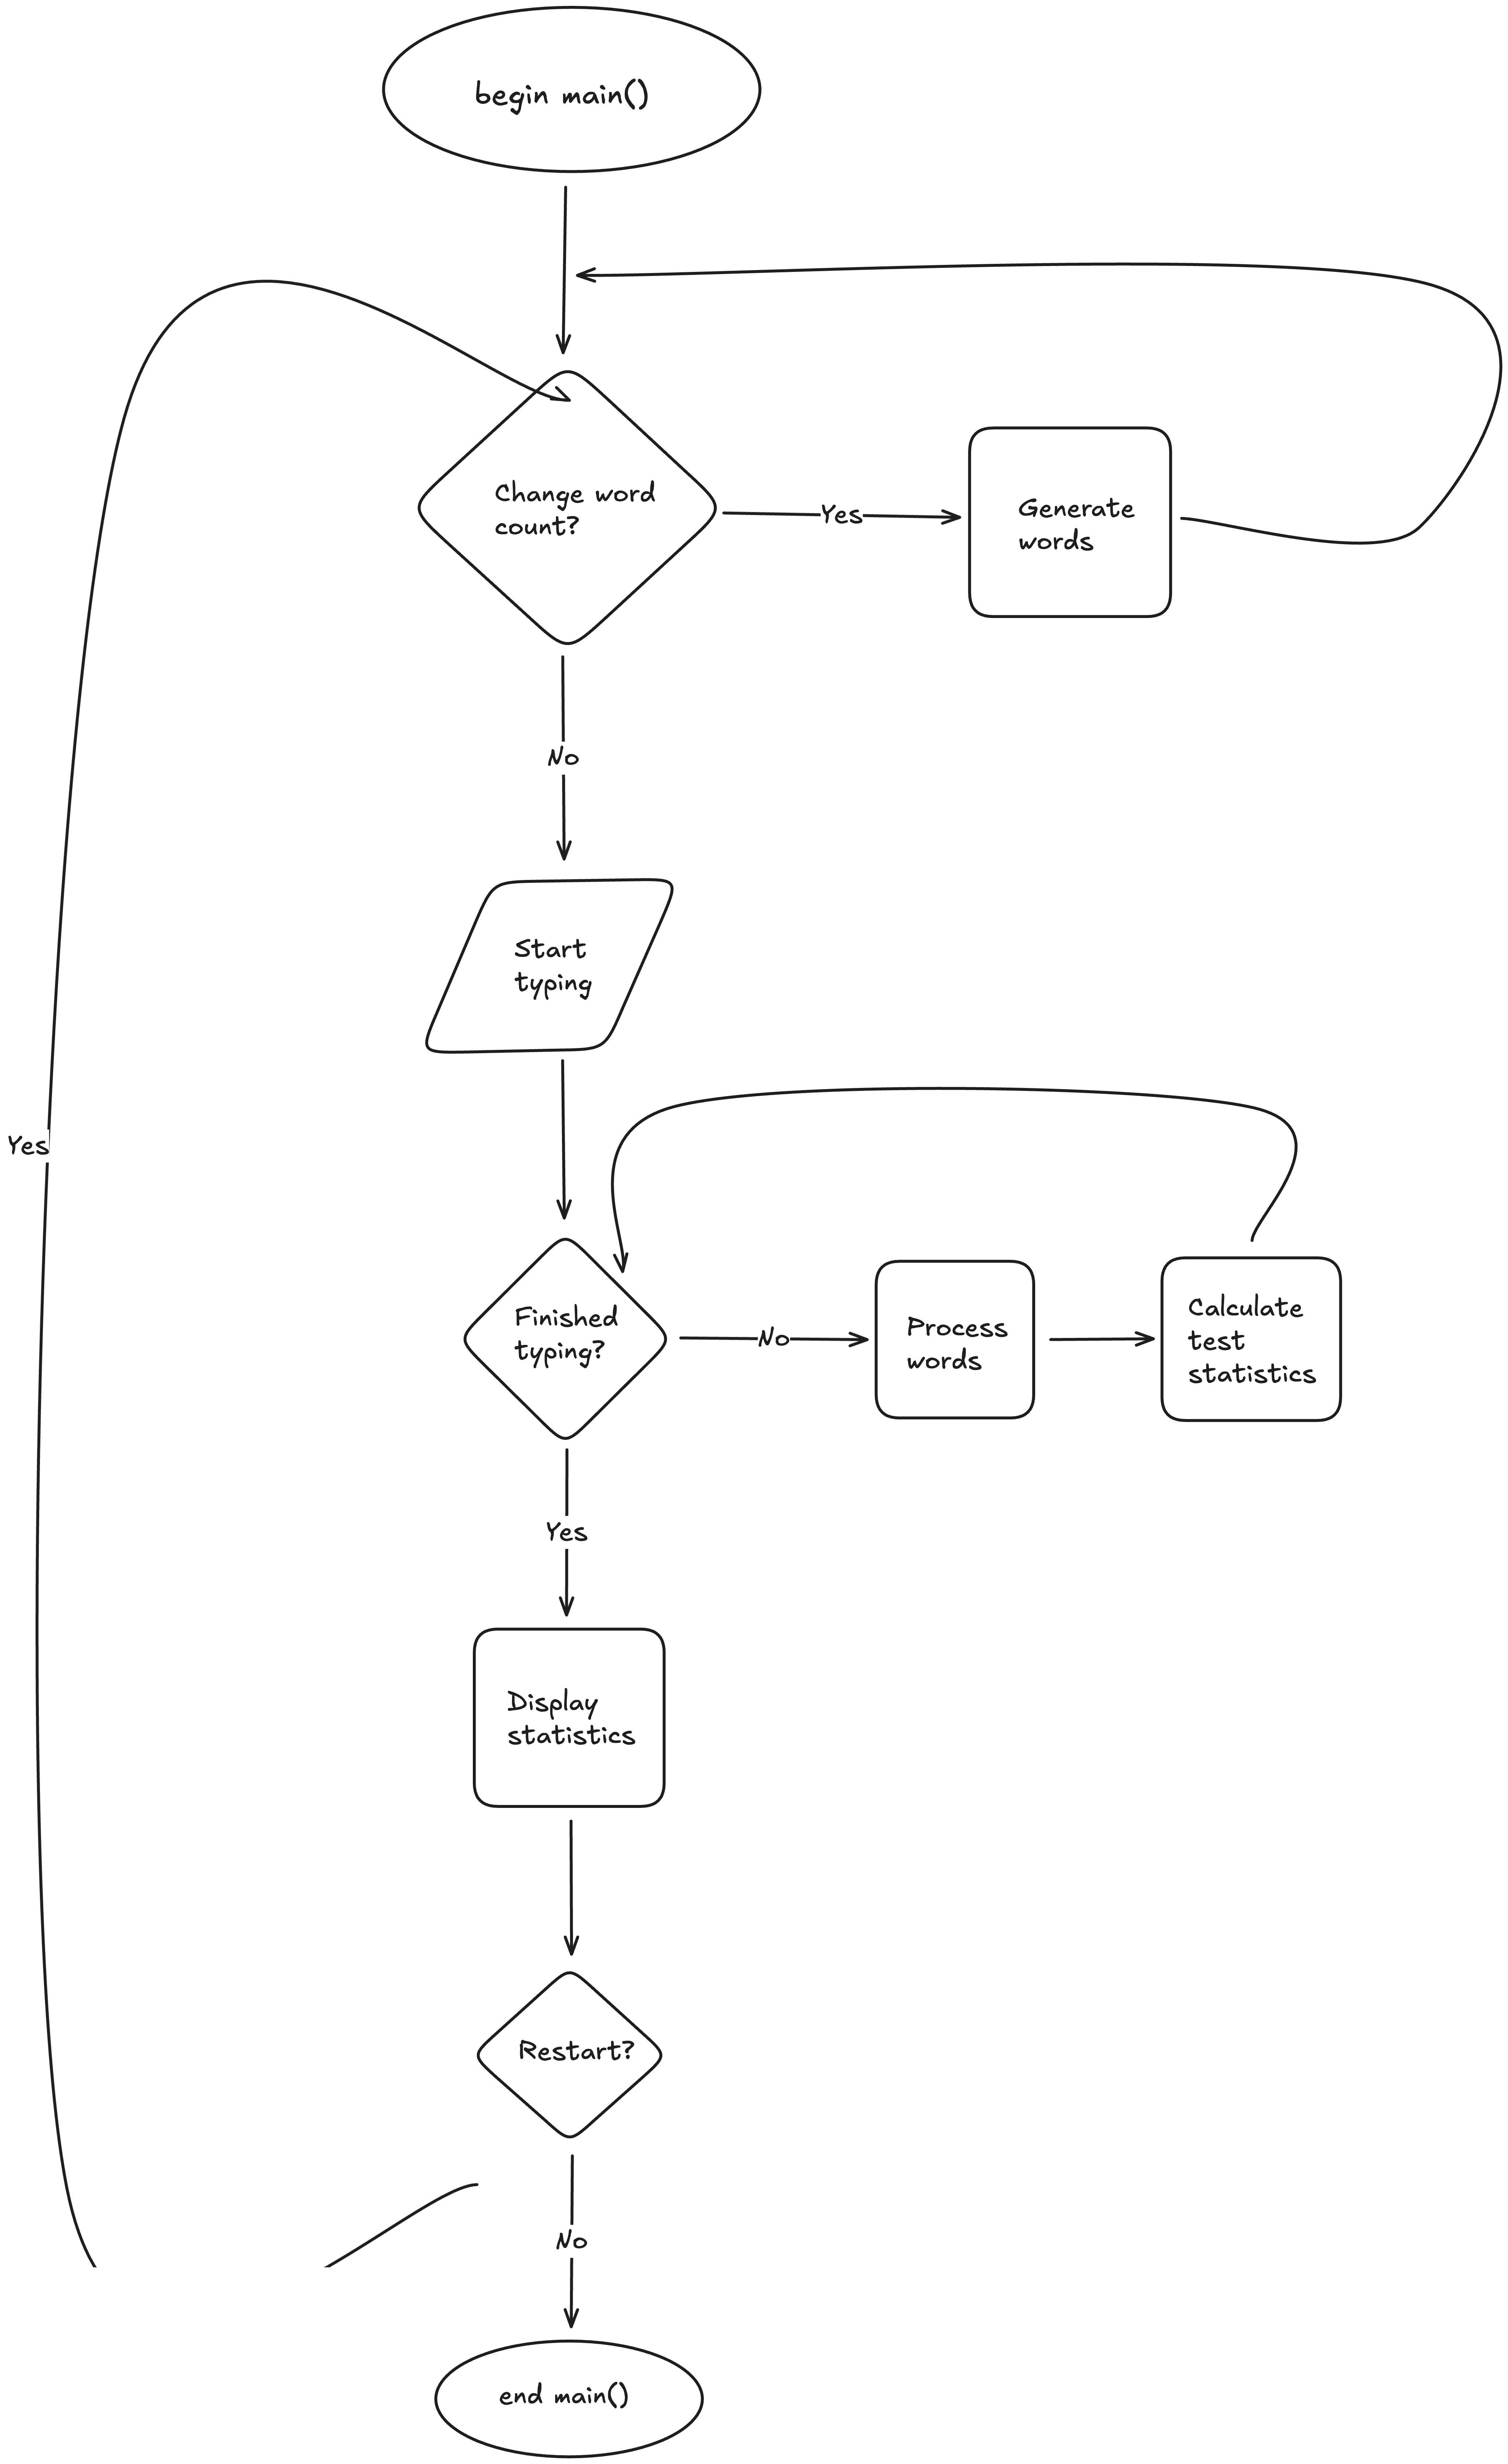 begin main()
Change word
count?
Yes
Generate
words
No
Start
typing
Yes
Finished
typing?
No
Process
words
Calculate
test
statistics
Yes
Display
statistics
Restart?
No
end main()